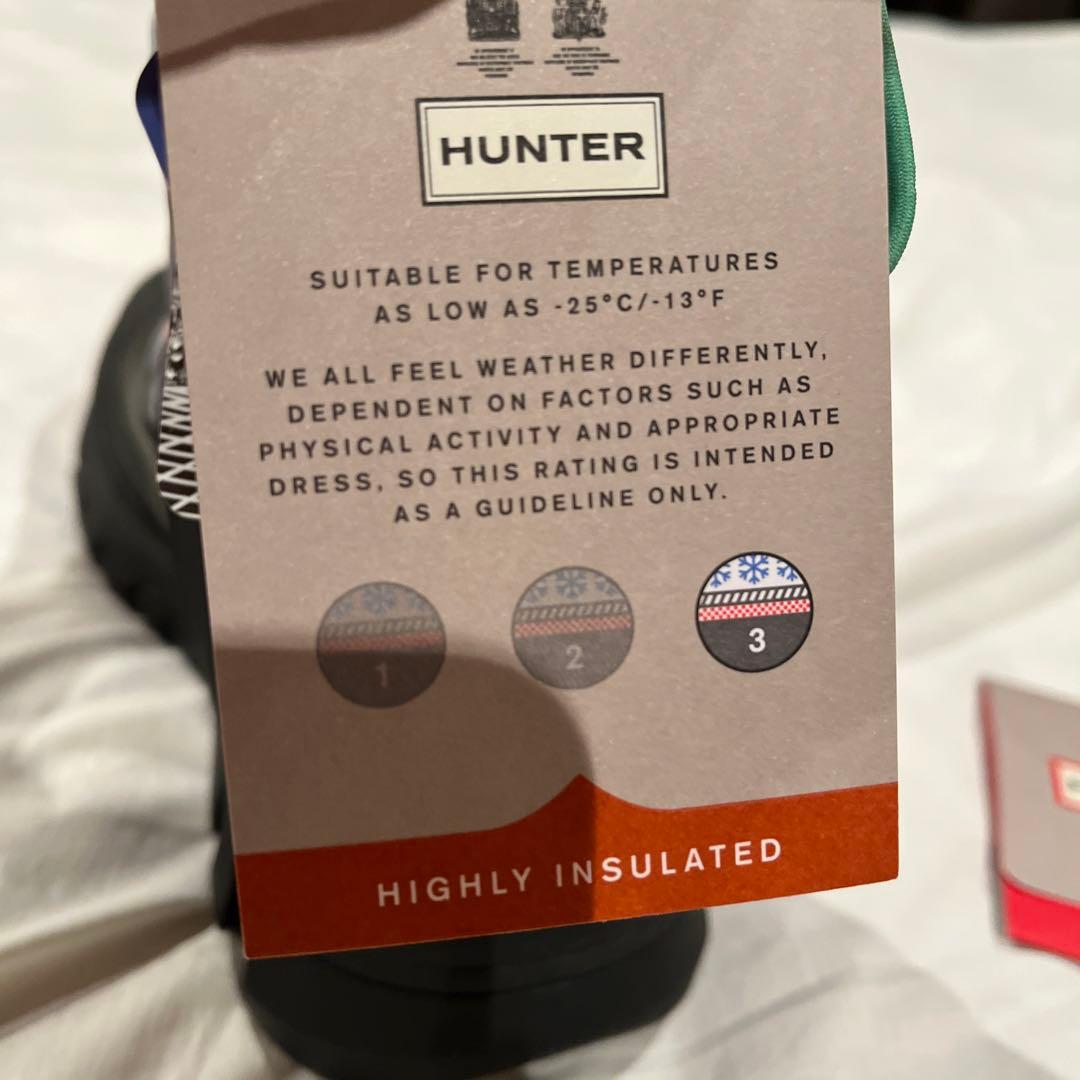 HUNTER
SUITABLE FOR TEMPERATURES
AS LOW AS -25°C/-13°F
WE ALL FEEL WEATHER DIFFERENTLY,
DEPENDENT ON FACTORS SUCH AS
PHYSICAL ACTIVITY AND APPROPRIATE
DRESS, SO THIS RATING IS INTENDED
AS A GUIDELINE ONLY.
1 2 3
HIGHLY INSULATED